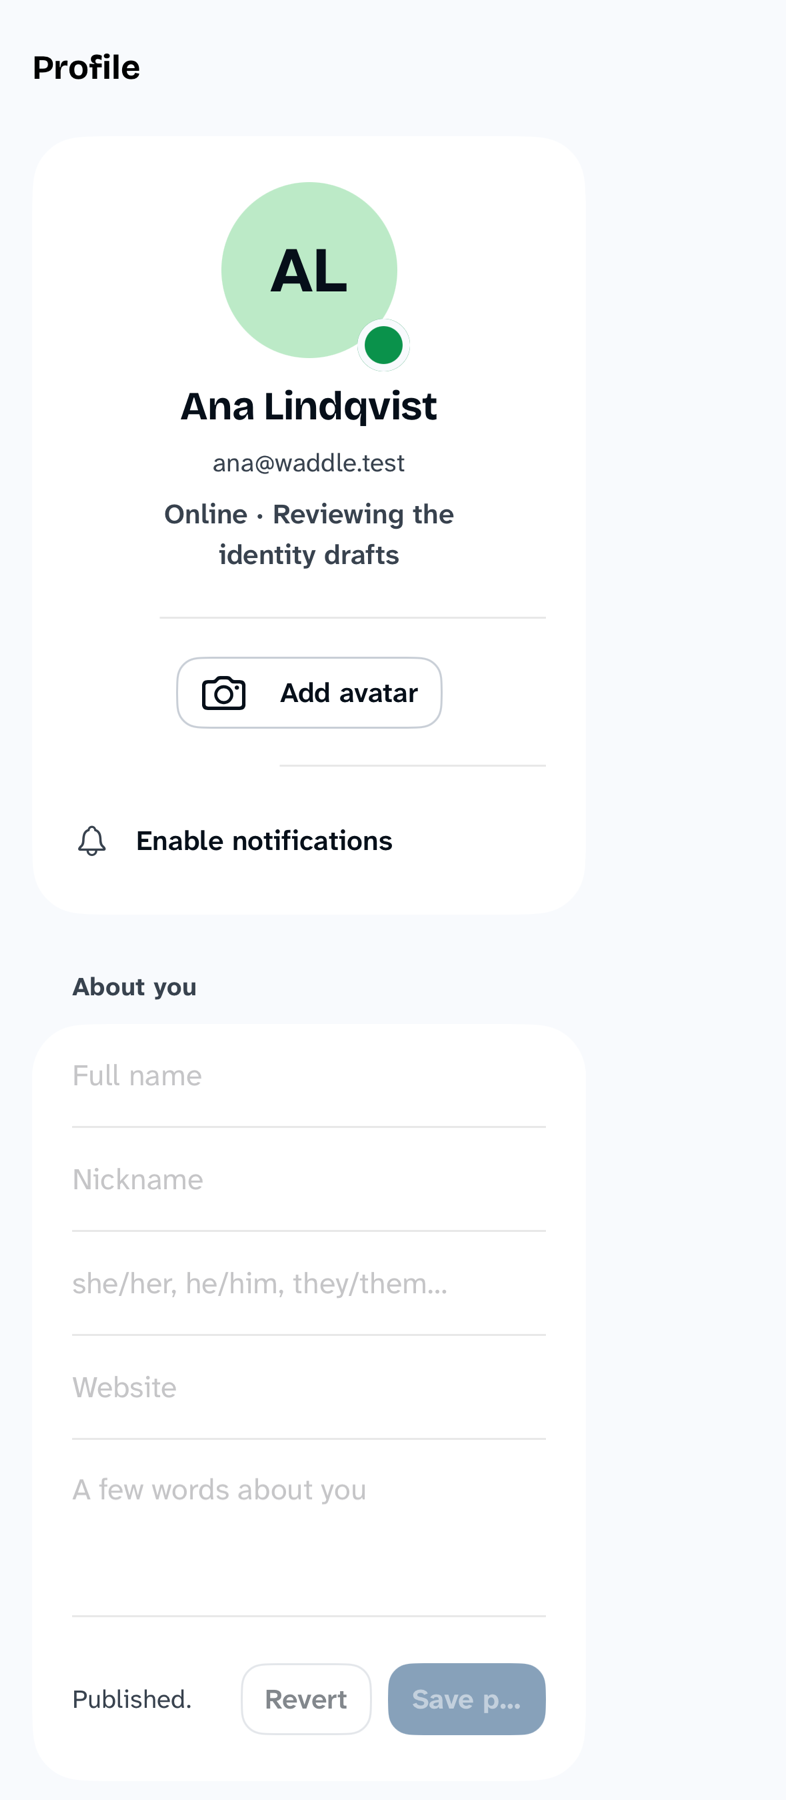 Profile
AL
Ana Lindqvist
ana@waddle.test
Online · Reviewing the
identity drafts
Add avatar
Enable notifications
About you
Full name
Nickname
she/her, he/him, they/them...
Website
A few words about you
Published.
Revert
Save p...